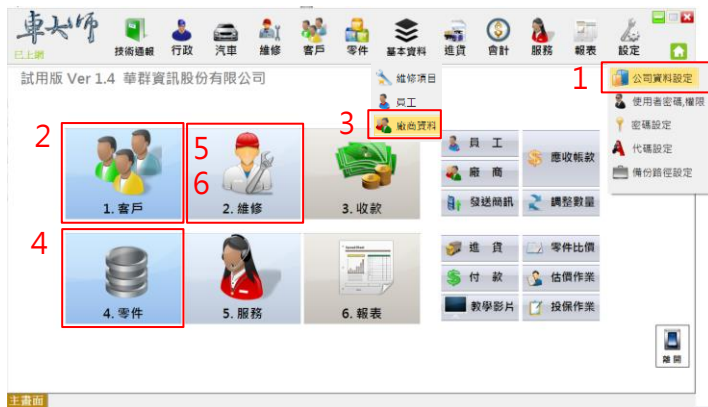 車大師
已上網
技術通報 行政 汽車 維修 客戶 零件 基本資料 進貨 會計 服務 報表 設定
試用版 Ver 1.4 華群資訊股份有限公司
維修項目
員工
3 廠商資料
1 公司資料設定
使用者密碼,權限
密碼設定
代碼設定
備份路徑設定
2
1. 客戶
5
6
2. 維修
3. 收款
員 工
廠 商
發送簡訊
應收帳款
調整數量
4
4. 零件
5. 服務
6. 報表
進 貨
付 款
教學影片
零件比價
估價作業
投保作業
離開
主畫面